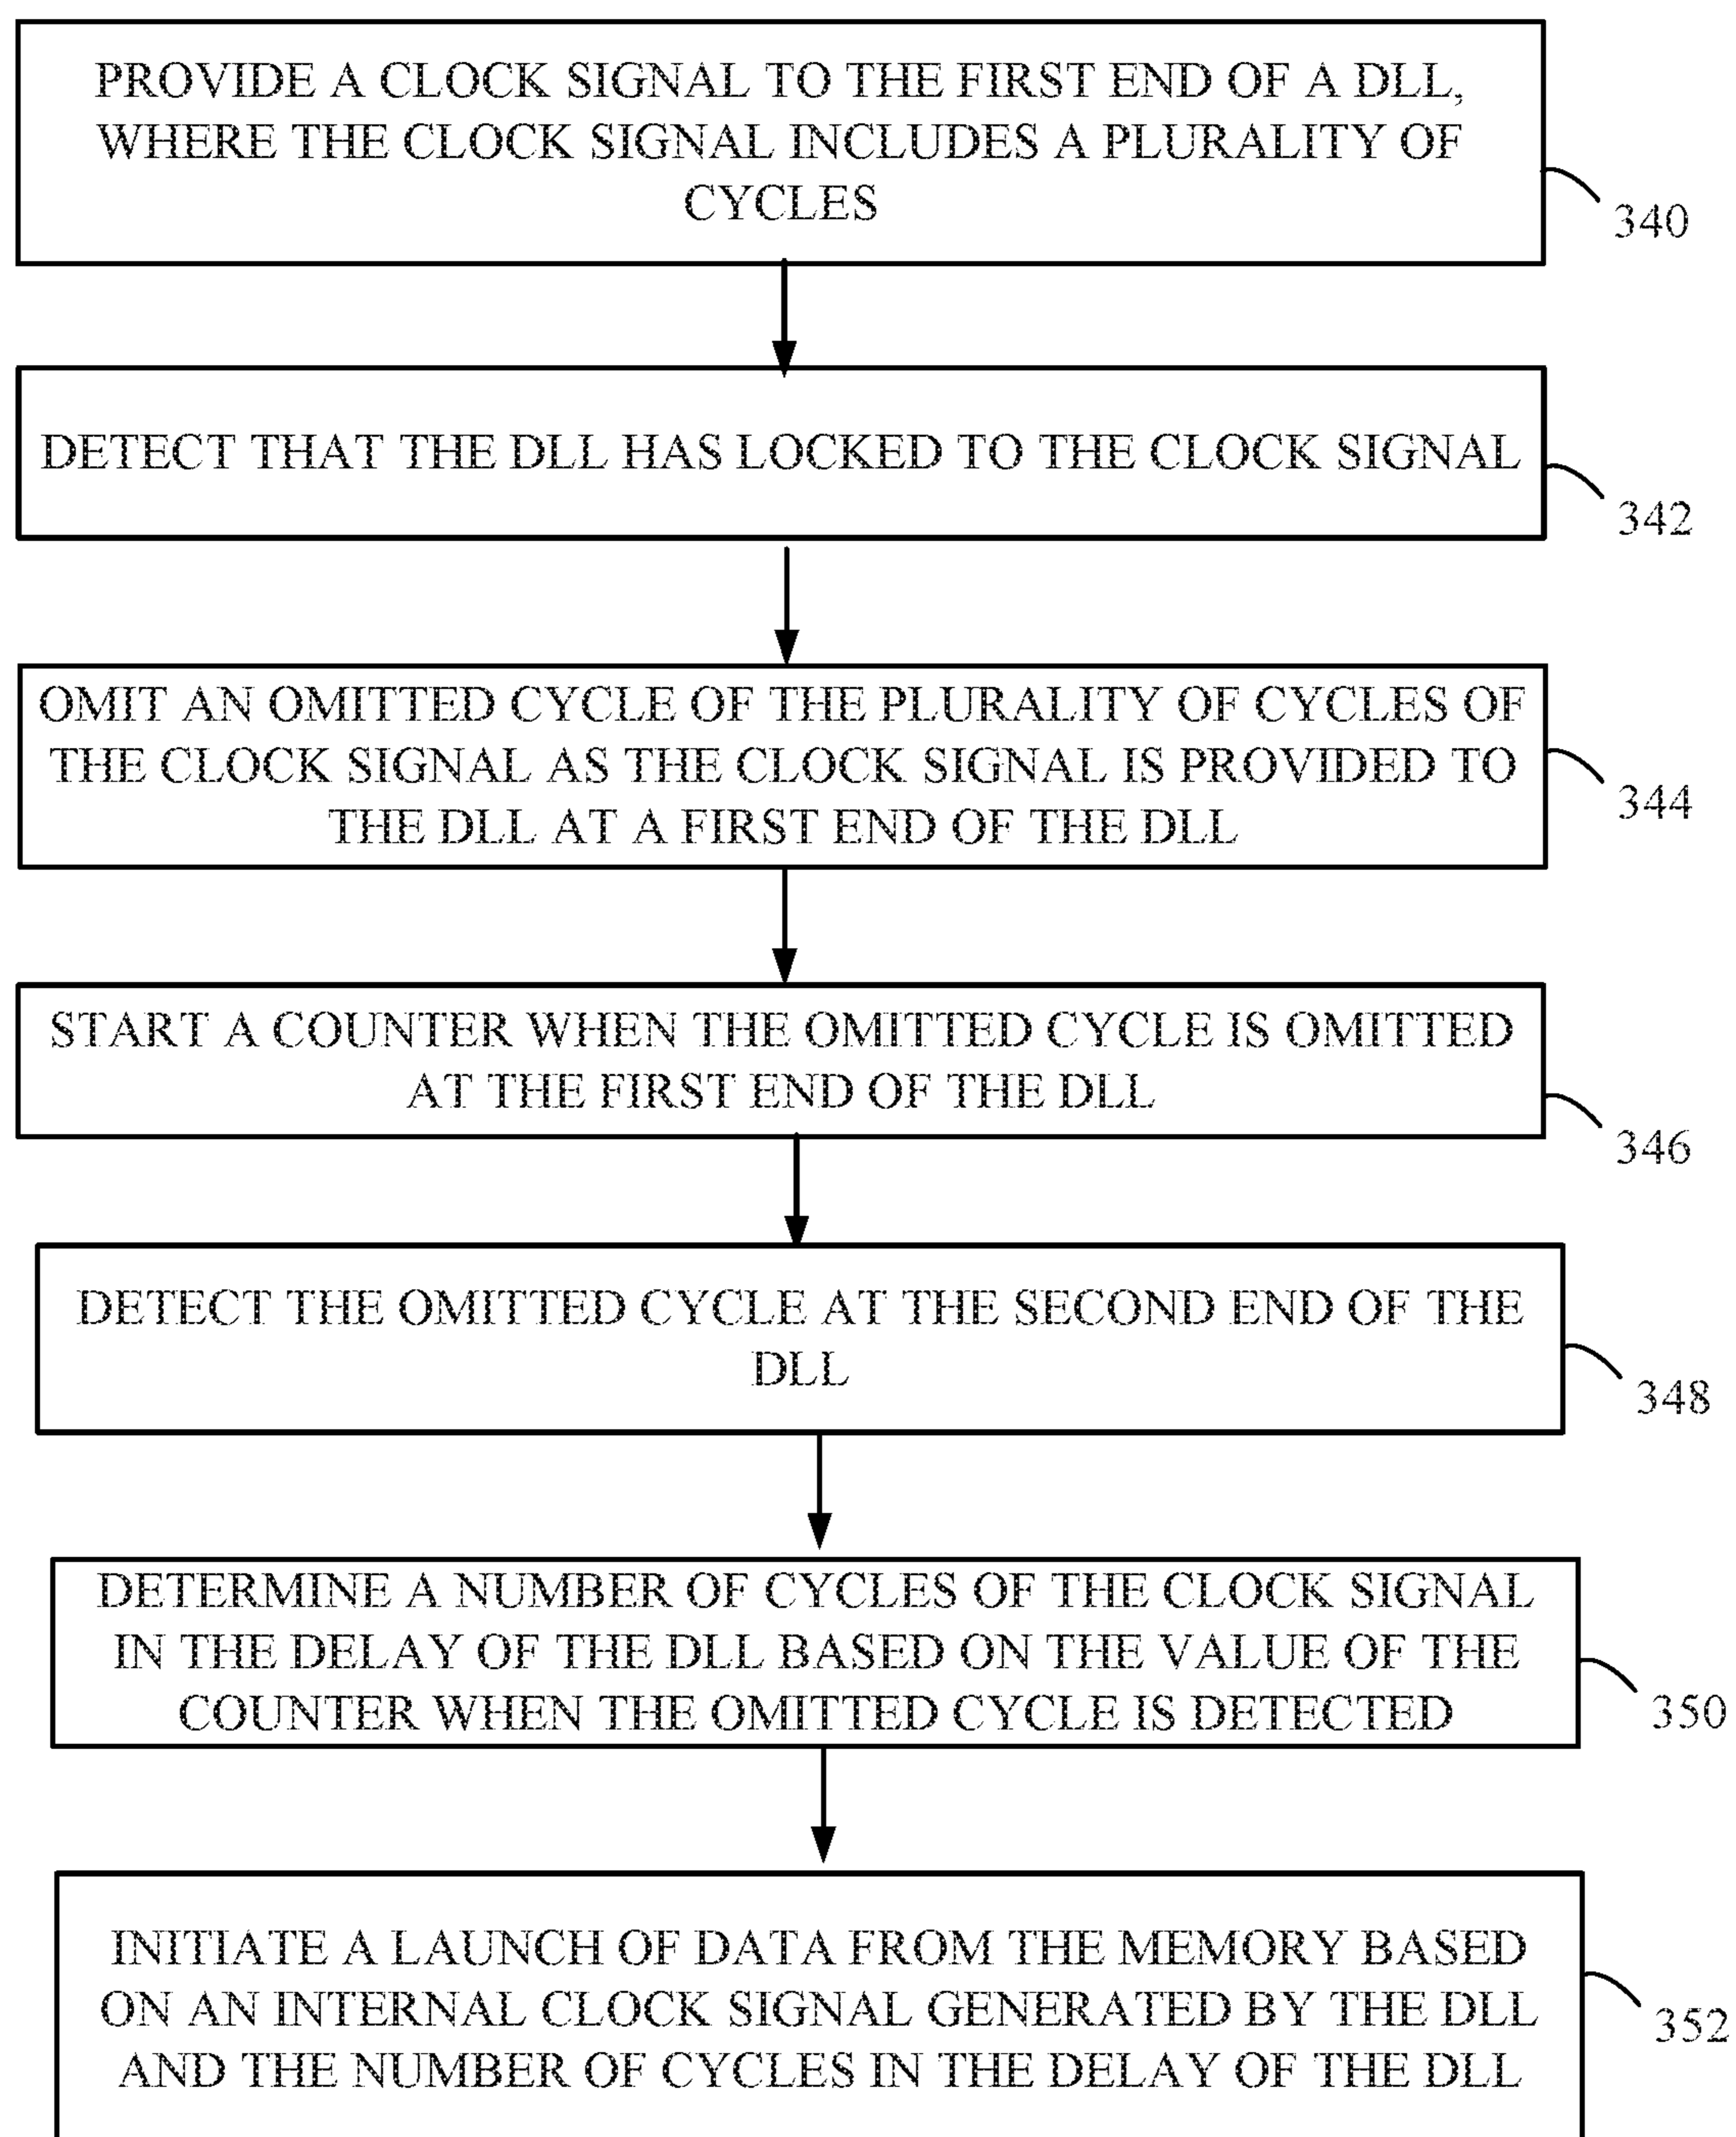 PROVIDE A CLOCK SIGNAL TO THE FIRST END OF A DLL,
WHERE THE CLOCK SIGNAL INCLUDES A PLURALITY OF
CYCLES
340
DETECT THAT THE DLL HAS LOCKED TO THE CLOCK SIGNAL
342
OMIT AN OMITTED CYCLE OF THE PLURALITY OF CYCLES OF
THE CLOCK SIGNAL AS THE CLOCK SIGNAL IS PROVIDED TO
THE DLL AT A FIRST END OF THE DLL
344
START A COUNTER WHEN THE OMITTED CYCLE IS OMITTED
AT THE FIRST END OF THE DLL
346
DETECT THE OMITTED CYCLE AT THE SECOND END OF THE
DLL
348
DETERMINE A NUMBER OF CYCLES OF THE CLOCK SIGNAL
IN THE DELAY OF THE DLL BASED ON THE VALUE OF THE
COUNTER WHEN THE OMITTED CYCLE IS DETECTED
350
INITIATE A LAUNCH OF DATA FROM THE MEMORY BASED
ON AN INTERNAL CLOCK SIGNAL GENERATED BY THE DLL
AND THE NUMBER OF CYCLES IN THE DELAY OF THE DLL
352